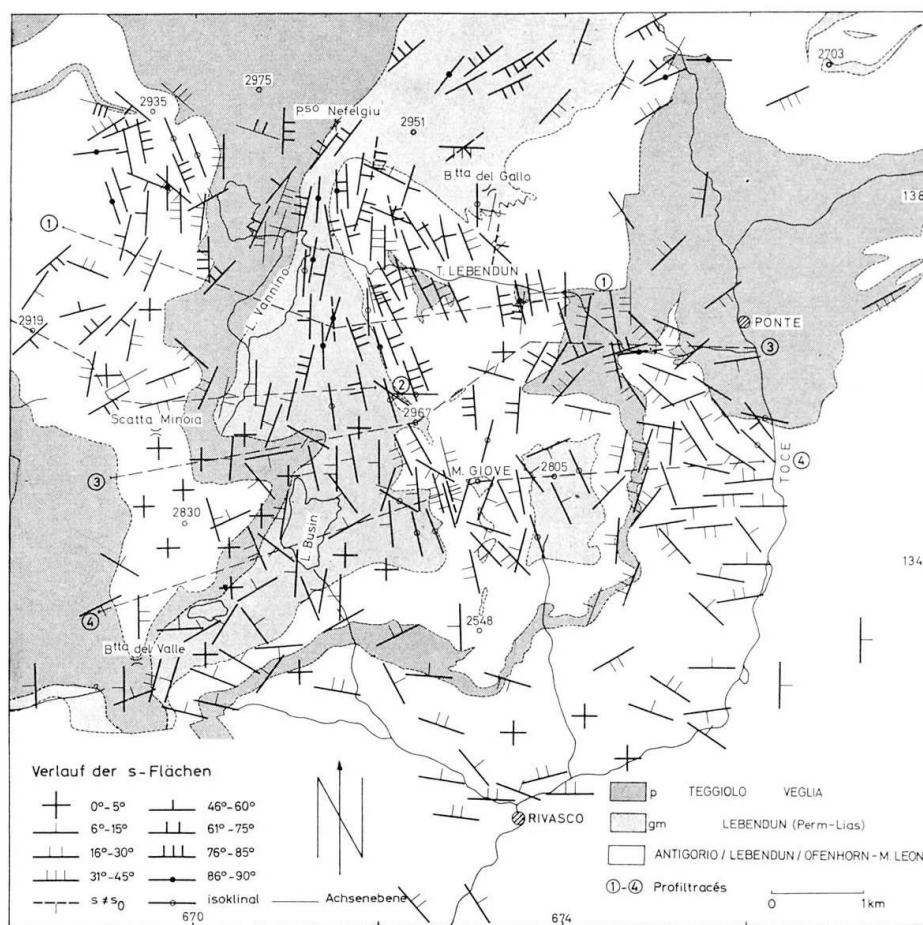 2703
2975
2935
Pso Nefelgiu
2951
Btta del Gallo
138
①
T. LEBENDUN
①
L. Vannino
2919
PONTE
③
②
2967
Scatta Minoia
M. GIOVE
2805
④
TOCE
③
2830
L. Busin
134
④
2548
Btta del Valle
Verlauf der s-Flächen
0°-5° 46°-60°
6°-15° 61°-75°
16°-30° 76°-85°
31°-45° 86°-90°
s ≠ s0 isoklinal Achsenebene
N
RIVASCO
p TEGGIOLO VEGLIA
gm LEBENDUN (Perm-Lias)
ANTIGORIO / LEBENDUN / OFENHORN-M. LEON
①-④ Profiltracés
0 1km
670 674